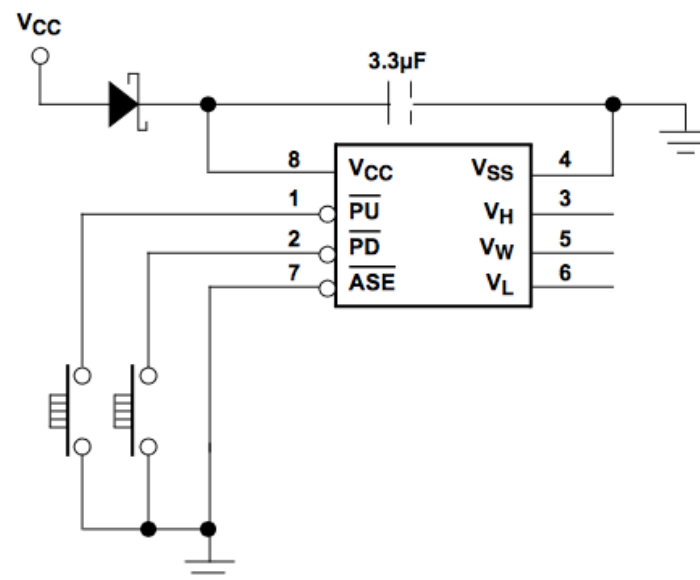 VCC
3.3μF
8 VCC VSS 4
1 PU VH 3
2 PD VW 5
7 ASE VL 6